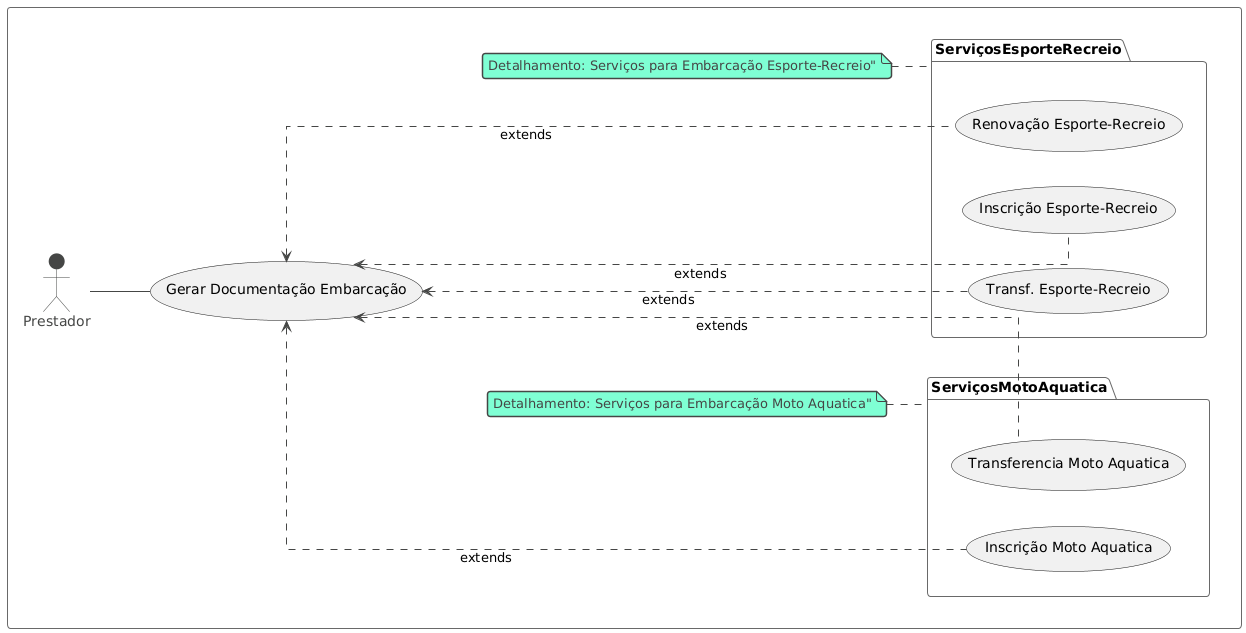 ServiçosEsporteRecreio
Detalhamento: Serviços para Embarcação Esporte-Recreio"
Renovação Esporte-Recreio
extends
Inscrição Esporte-Recreio
extends
Gerar Documentação Embarcação
Transf. Esporte-Recreio
extends
Prestador
extends
ServiçosMotoAquatica
Detalhamento: Serviços para Embarcação Moto Aquatica"
Transferencia Moto Aquatica
Inscrição Moto Aquatica
extends